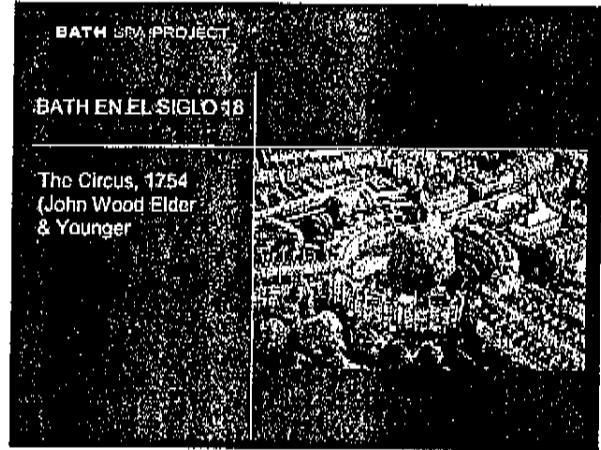 BATH SPA PROJECT
BATH EN EL SIGLO 18
The Circus, 1754
(John Wood Elder
& Younger